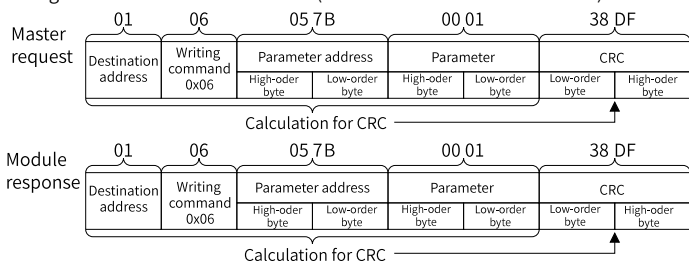 01 06 05 7B 00 01 38 DF
Master request
Destination address
Writing command 0x06
Parameter address
Parameter
CRC
High-oder byte
Low-order byte
High-order byte
Low-order byte
Low-order byte
High-order byte
Calculation for CRC
01 06 05 7B 00 01 38 DF
Module response
Destination address
Writing command 0x06
Parameter address
Parameter
CRC
High-oder byte
Low-order byte
High-order byte
Low-order byte
Low-order byte
High-order byte
Calculation for CRC